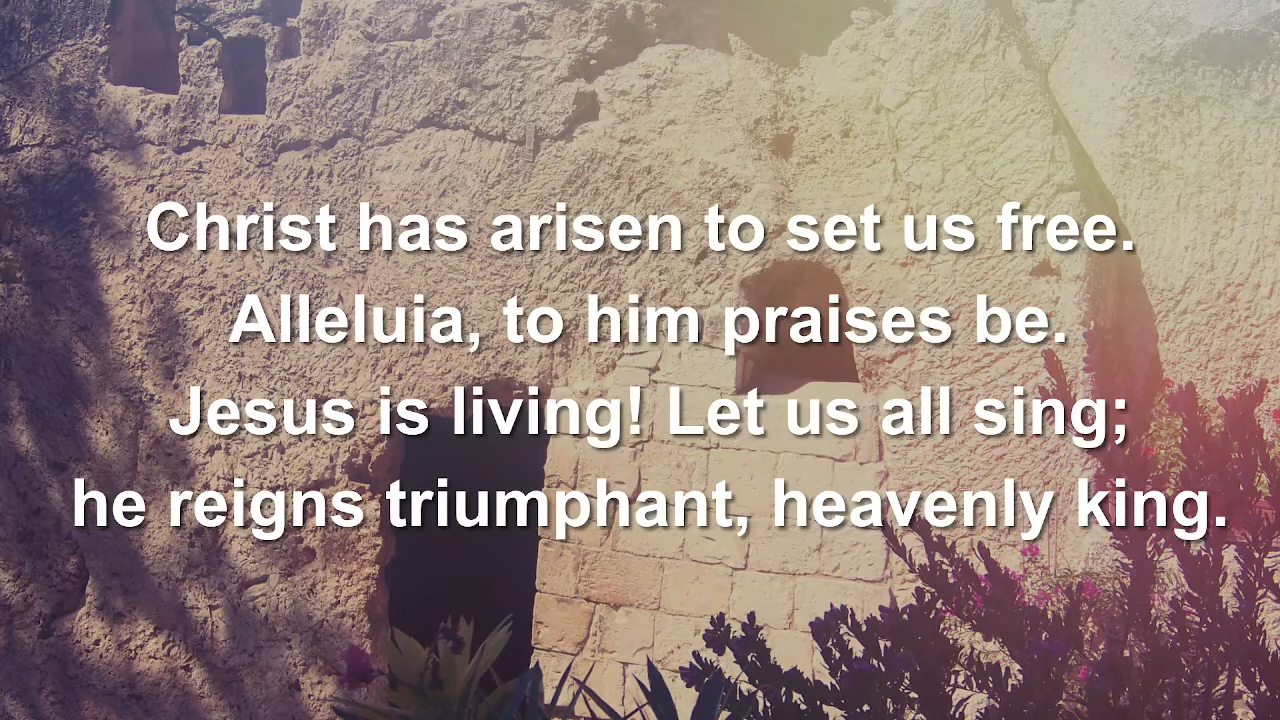 Christ has arisen to set us free.
Alleluia, to him praises be.
Jesus is living! Let us all sing;
he reigns triumphant, heavenly king.